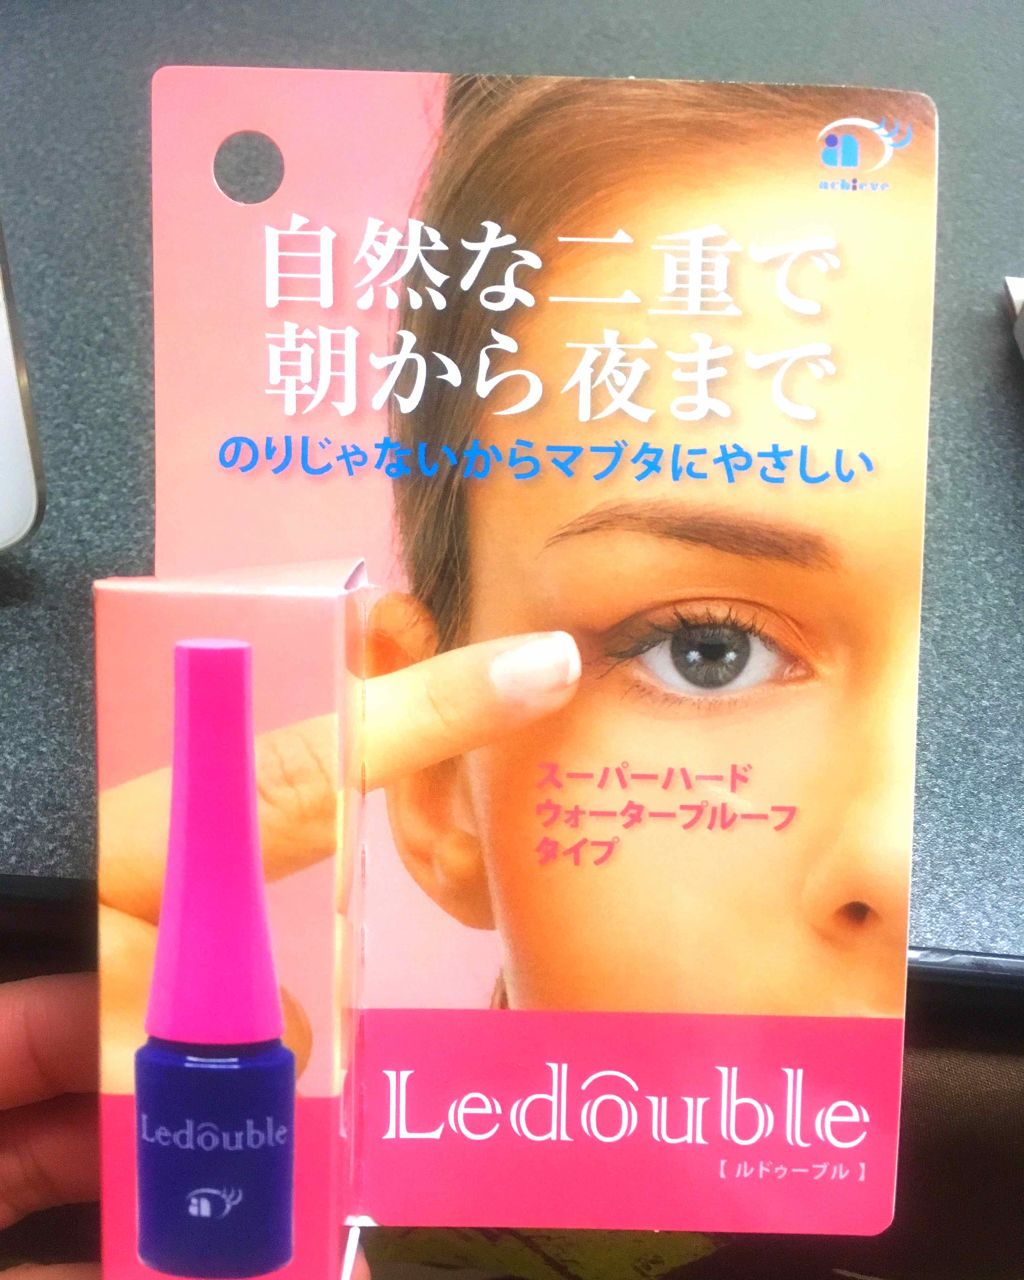 achieve
自然な二重で
朝から夜まで
のりじゃないからマブタにやさしい
スーパーハード
ウォータープルーフ
タイプ
Ledoûble
【ルドゥーブル】
Ledoûble